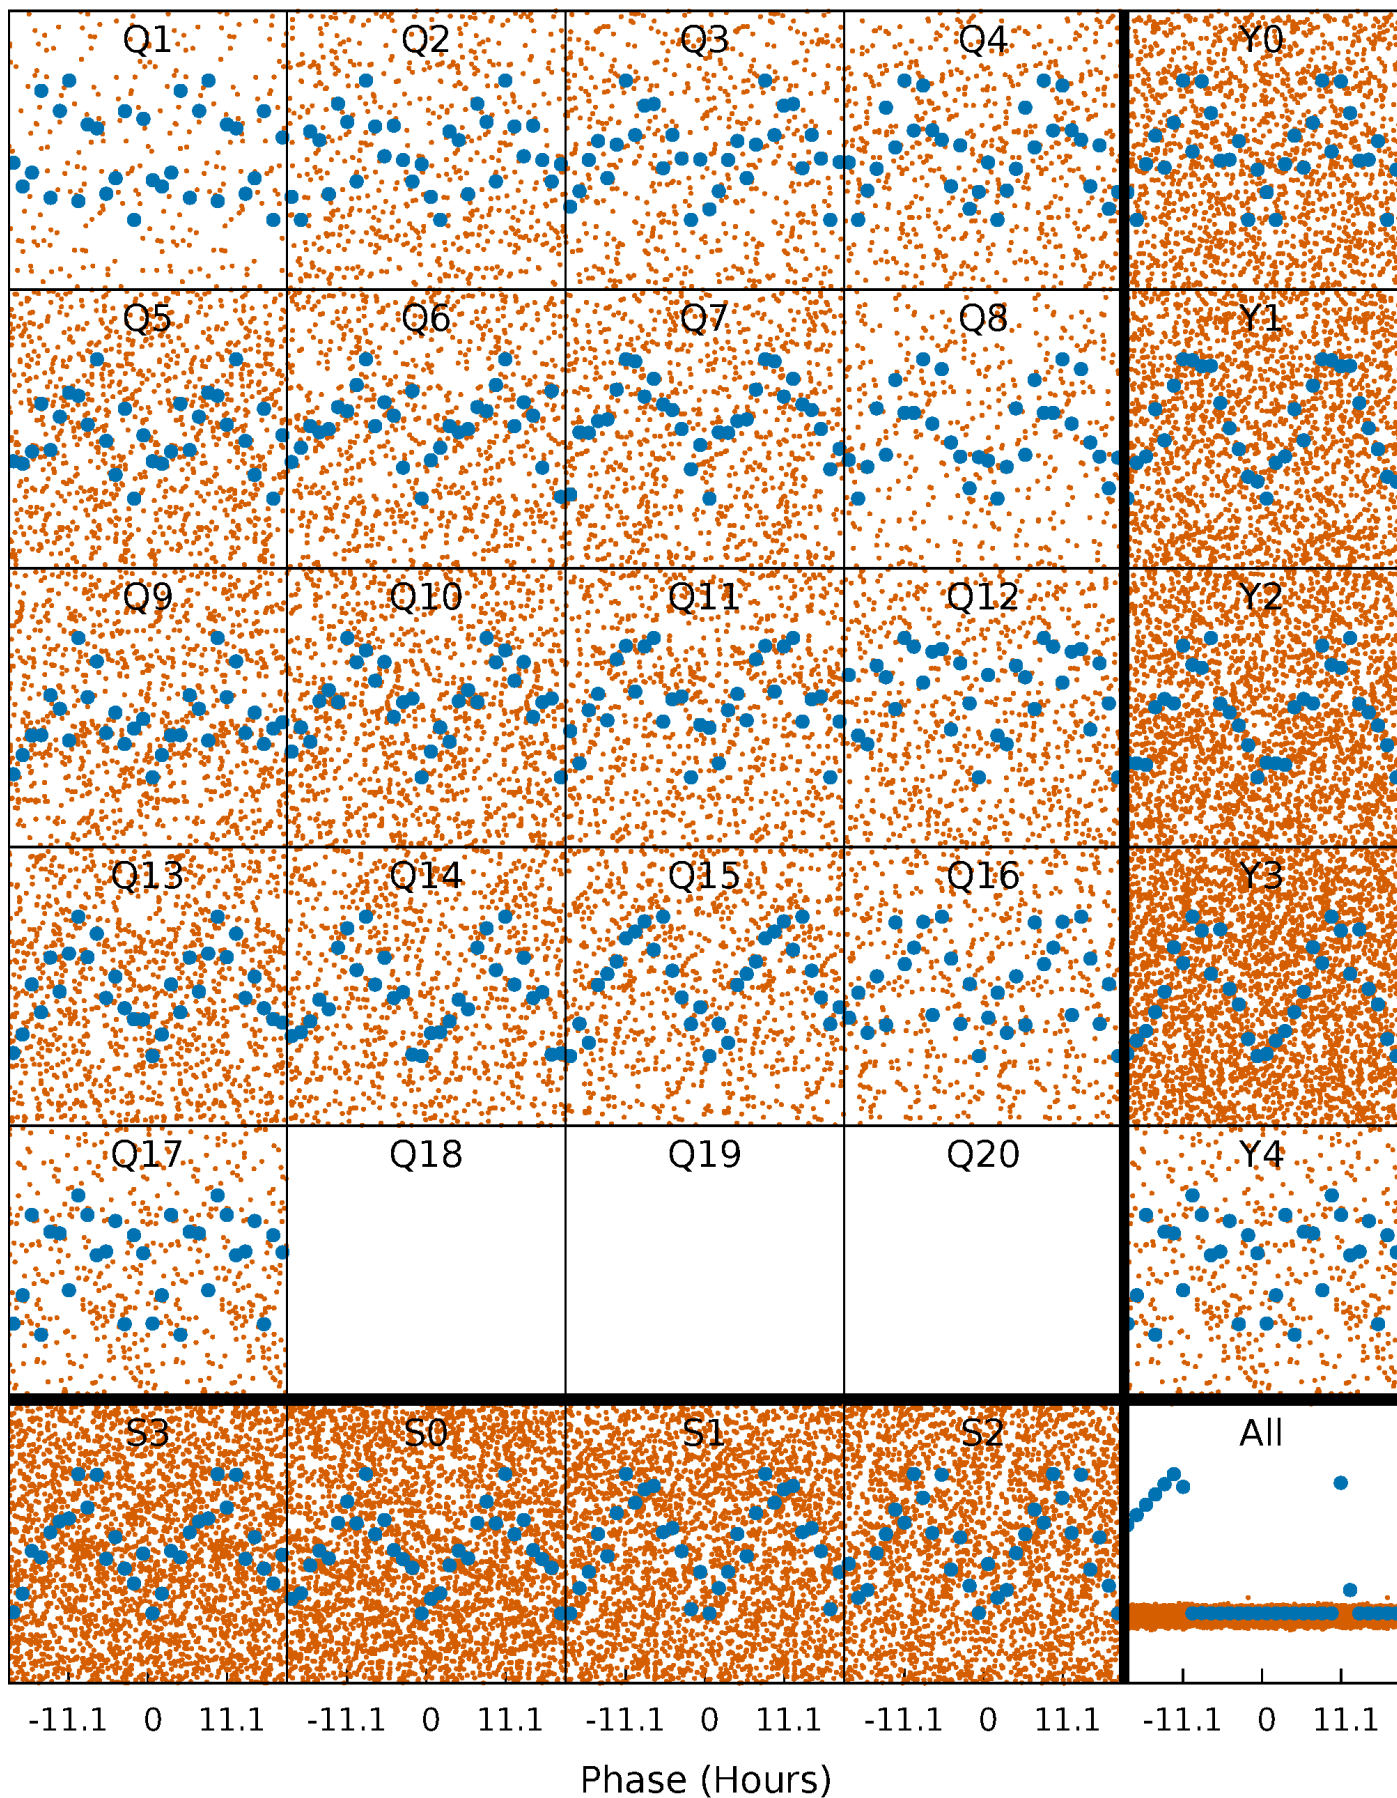 Q1 Q2 Q3 Q4 Y0
Q5 Q6 Q7 Q8 Y1
Q9 Q10 Q11 Q12 Y2
Q13 Q14 Q15 Q16 Y3
Q17 Q18 Q19 Q20 Y4
S3 S0 S1 S2 All
-11.1 0 11.1 -11.1 0 11.1 -11.1 0 11.1 -11.1 0 11.1 -11.1 0 11.1
Phase (Hours)